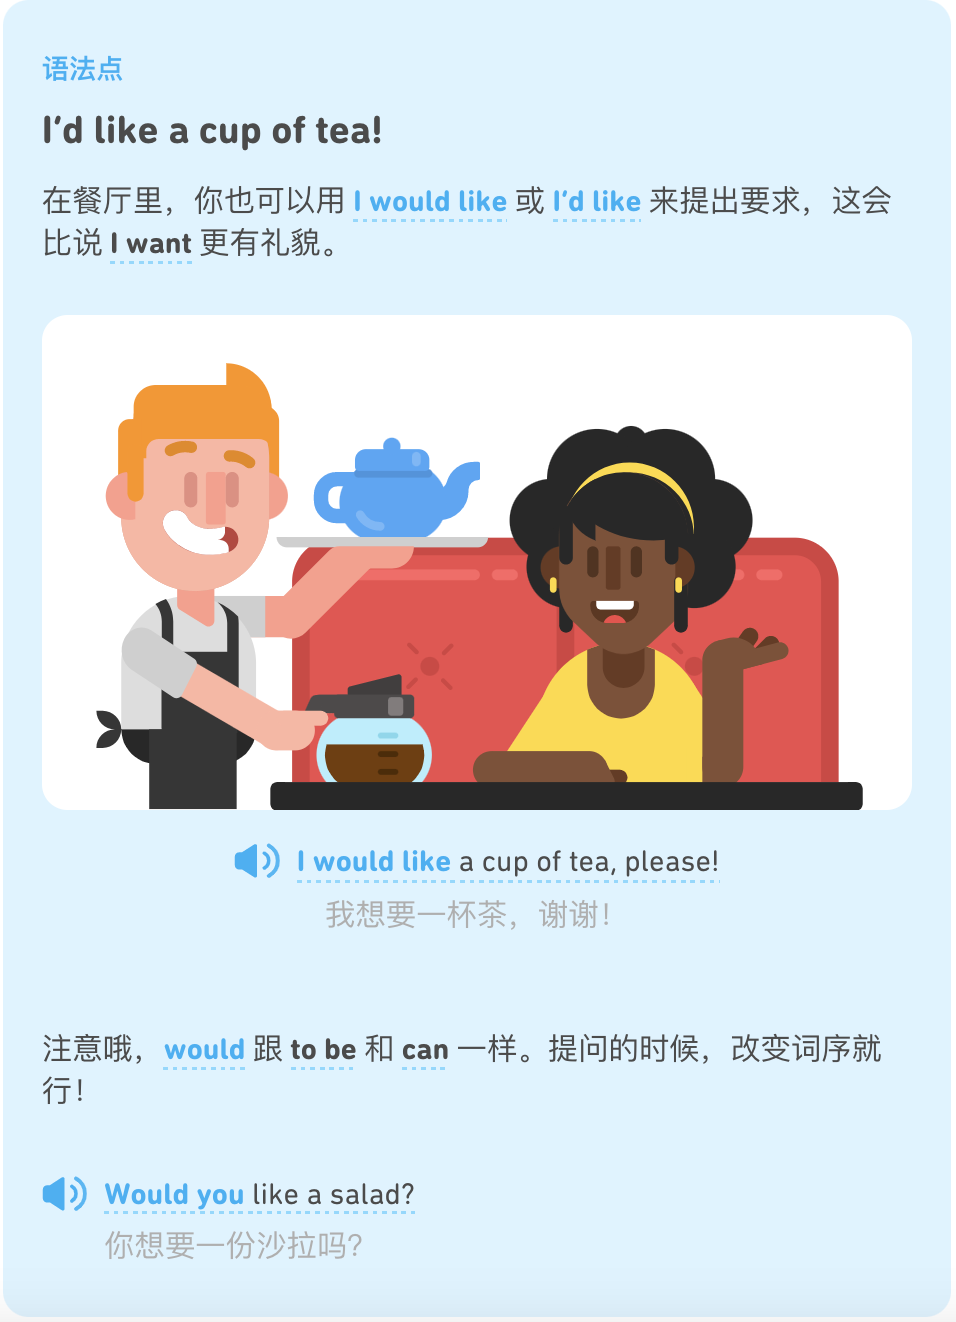 语法点
I’d like a cup of tea!
在餐厅里，你也可以用 I would like 或 I’d like 来提出要求，这会
比说 I want 更有礼貌。
I would like a cup of tea, please!
我想要一杯茶，谢谢！
注意哦，would 跟 to be 和 can 一样。提问的时候，改变词序就
行！
Would you like a salad?
你想要一份沙拉吗？